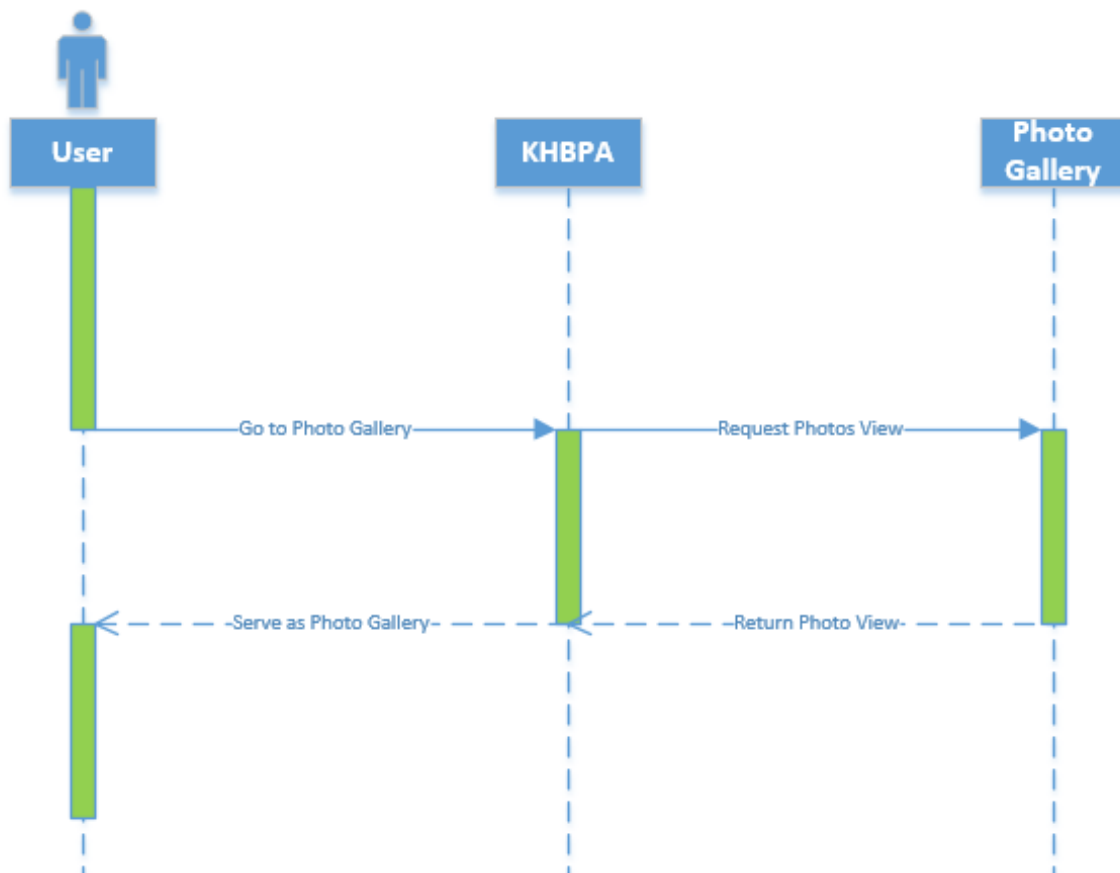 User
KHBPA
Photo
Gallery
Go to Photo Gallery
Request Photos View
Serve as Photo Gallery
Return Photo View